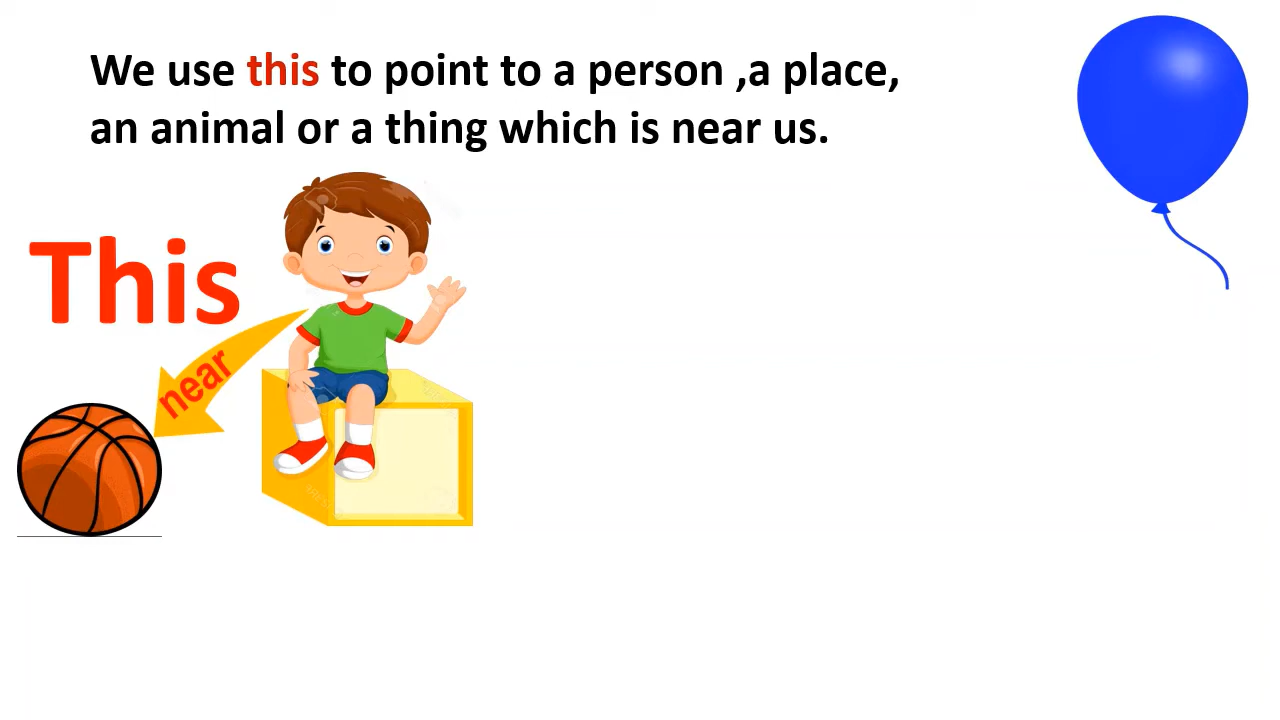 We use this to point to a person ,a place,
an animal or a thing which is near us.
This
near